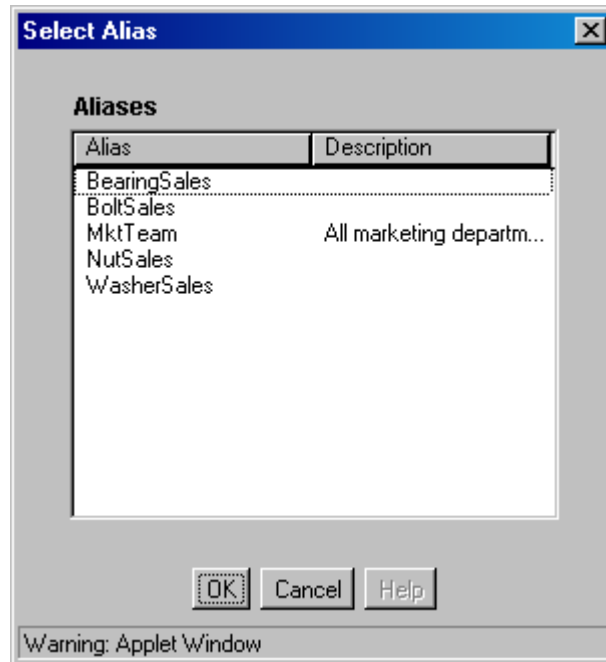 Select Alias
Aliases
Alias Description
BearingSales
BoltSales
MktTeam All marketing departm...
NutSales
WasherSales
OK Cancel Help
Warning: Applet Window